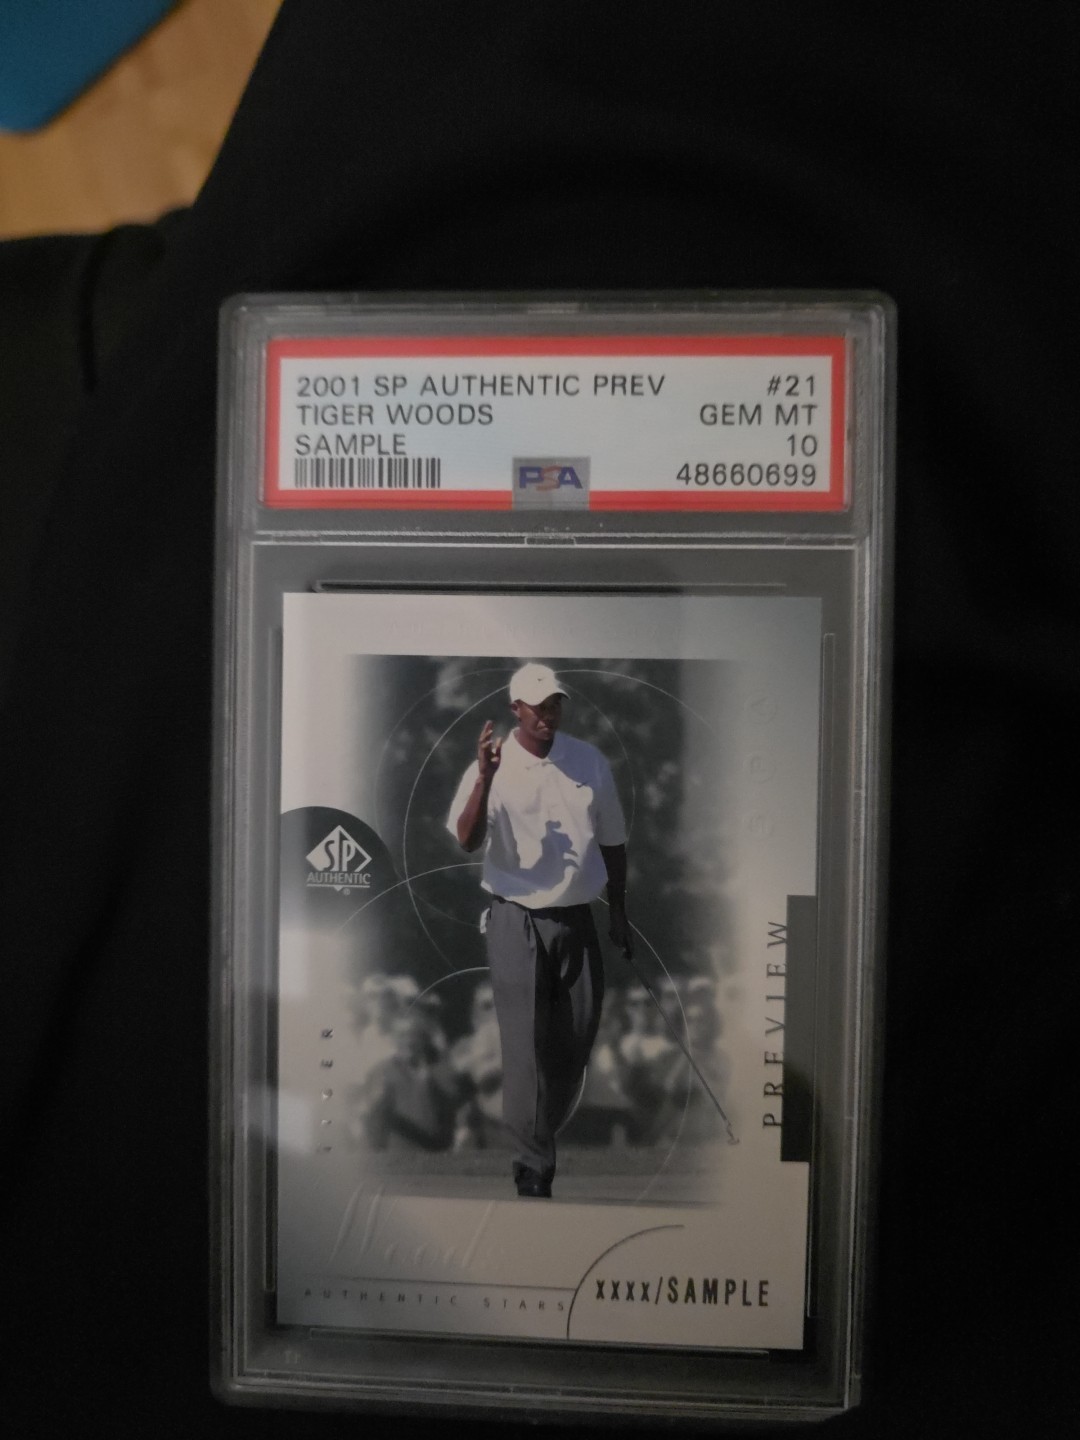 2001 SP AUTHENTIC PREV #21
TIGER WOODS GEM MT
SAMPLE 10
PSA 48660699
SP
AUTHENTIC
PREVIEW
TIGER
Woods
AUTHENTIC STARS
XXXX/SAMPLE